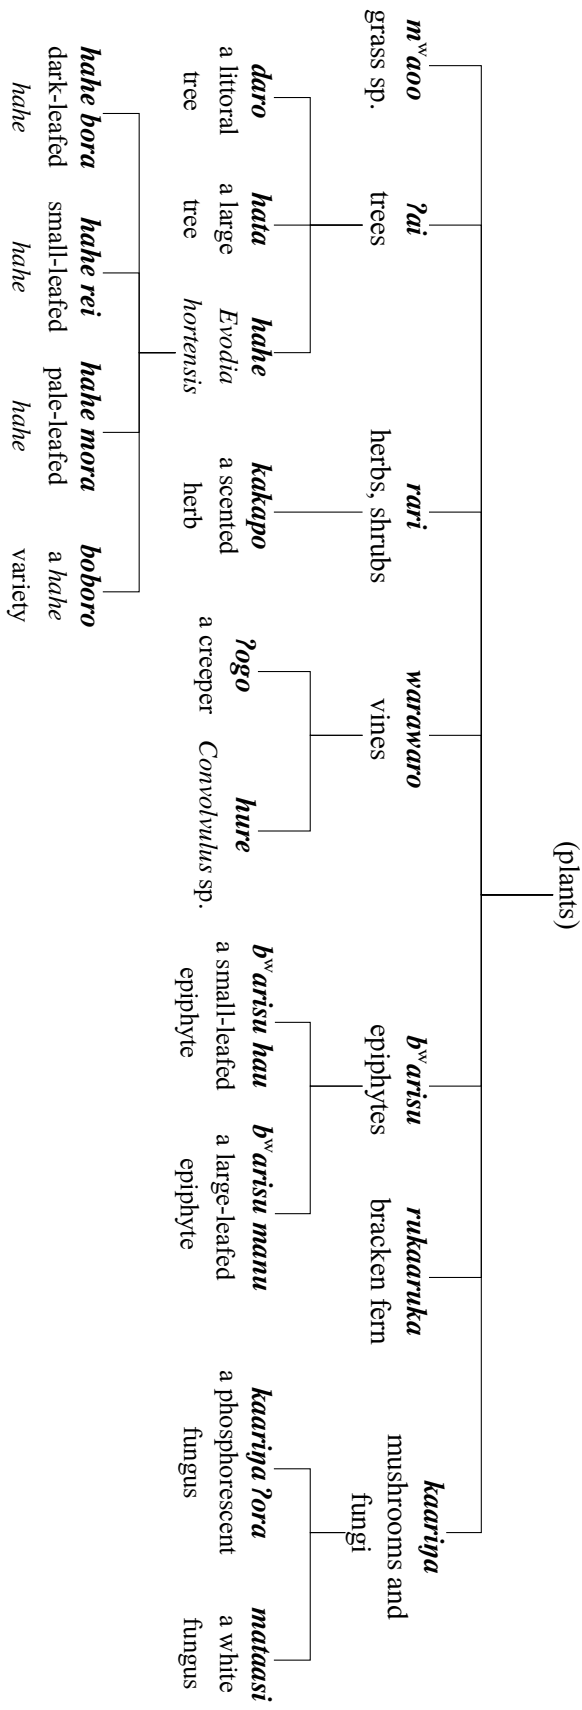 (plants)
mʷaoo
grass sp.
ʔai
trees
rari
herbs, shrubs
warawaro
vines
bʷarisu
epiphytes
rukaaruka
bracken fern
kaariŋa
mushrooms and
fungi
daro
a littoral
tree
hata
a large
tree
hahe
Evodia
hortensis
kakapo
a scented
herb
ʔogo
a creeper
hure
Convolvulus sp.
bʷarisu hau
a small-leafed
epiphyte
bʷarisu manu
a large-leafed
epiphyte
kaariŋa ʔora
a phosphorescent
fungus
mataasi
a white
fungus
hahe bora
dark-leafed
hahe
hahe rei
small-leafed
hahe
hahe mora
pale-leafed
hahe
boboro
a hahe
variety